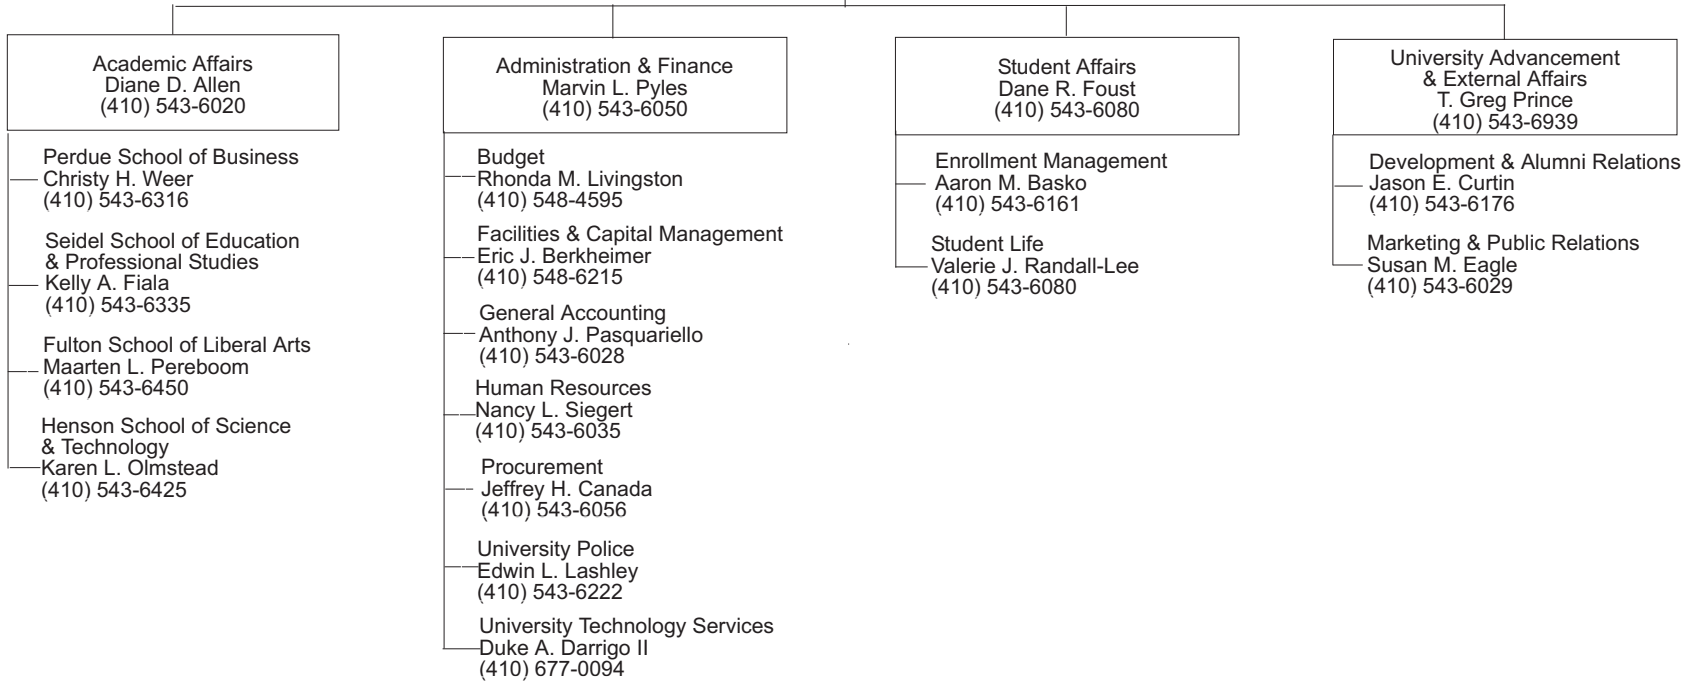 Academic Affairs
Diane D. Allen
(410) 543-6020
Perdue School of Business
Christy H. Weer
(410) 543-6316
Seidel School of Education
& Professional Studies
Kelly A. Fiala
(410) 543-6335
Fulton School of Liberal Arts
Maarten L. Pereboom
(410) 543-6450
Henson School of Science
& Technology
Karen L. Olmstead
(410) 543-6425
Administration & Finance
Marvin L. Pyles
(410) 543-6050
Budget
Rhonda M. Livingston
(410) 548-4595
Facilities & Capital Management
Eric J. Berkheimer
(410) 548-6215
General Accounting
Anthony J. Pasquariello
(410) 543-6028
Human Resources
Nancy L. Siegert
(410) 543-6035
Procurement
Jeffrey H. Canada
(410) 543-6056
University Police
Edwin L. Lashley
(410) 543-6222
University Technology Services
Duke A. Darrigo II
(410) 677-0094
Student Affairs
Dane R. Foust
(410) 543-6080
Enrollment Management
Aaron M. Basko
(410) 543-6161
Student Life
Valerie J. Randall-Lee
(410) 543-6080
University Advancement
& External Affairs
T. Greg Prince
(410) 543-6939
Development & Alumni Relations
Jason E. Curtin
(410) 543-6176
Marketing & Public Relations
Susan M. Eagle
(410) 543-6029